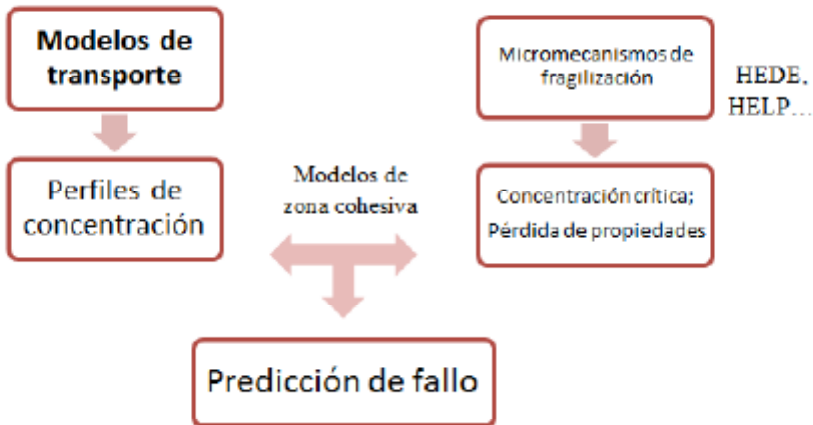 Modelos de
transporte
Perfiles de
concentración
Micromecanismos de
fragilización
HEDE,
HELP...
Concentración crítica;
Pérdida de propiedades
Modelos de
zona cohesiva
Predicción de fallo